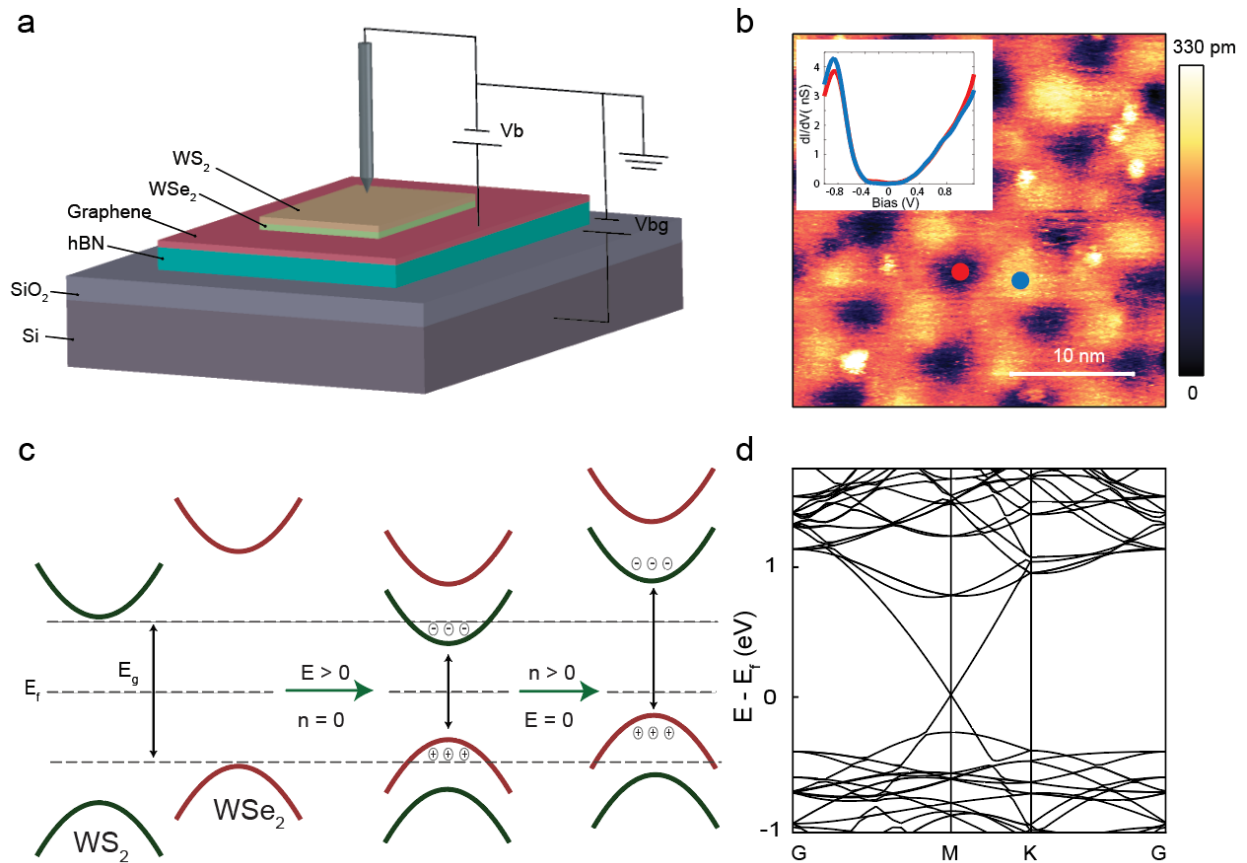 a
Vb
WS2
WSe2
Graphene
hBN
Vbg
SiO2
Si
b
330 pm
0
dI/dV( nS)
4
3
2
1
0
-0.8 -0.4 0 0.4 0.8
Bias (V)
10 nm
c
Eg
Ef
E > 0
n = 0
n > 0
E = 0
WS2
WSe2
d
E - Ef (eV)
1
0
-1
G M K G